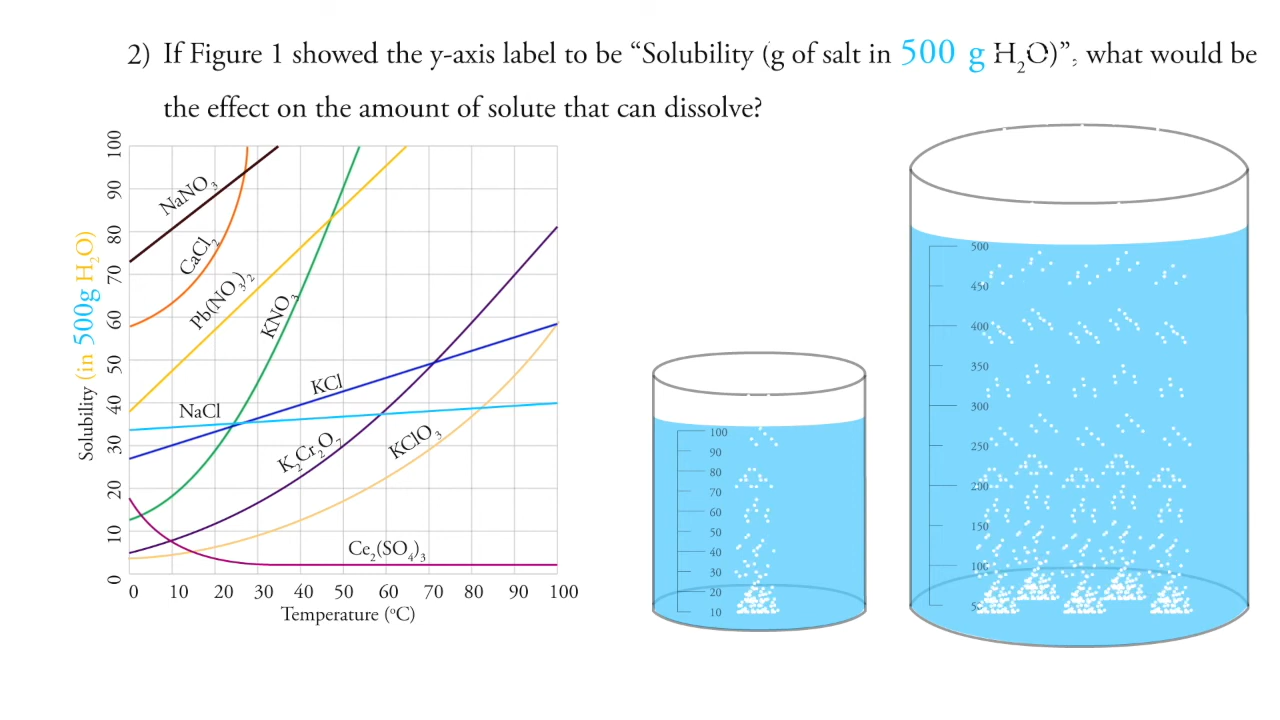 2) If Figure 1 showed the y-axis label to be “Solubility (g of salt in 500 g H₂O)”, what would be
the effect on the amount of solute that can dissolve?
Solubility (in 500g H₂O)
100
90
80
70
60
50
40
30
20
10
0
NaNO₃
CaCl₂
Pb(NO₃)₂
KNO₃
KCl
NaCl
K₂Cr₂O₇
KClO₃
Ce₂(SO₄)₃
0 10 20 30 40 50 60 70 80 90 100
Temperature (°C)
100
90
80
70
60
50
40
30
20
10
500
450
400
350
300
250
200
150
100